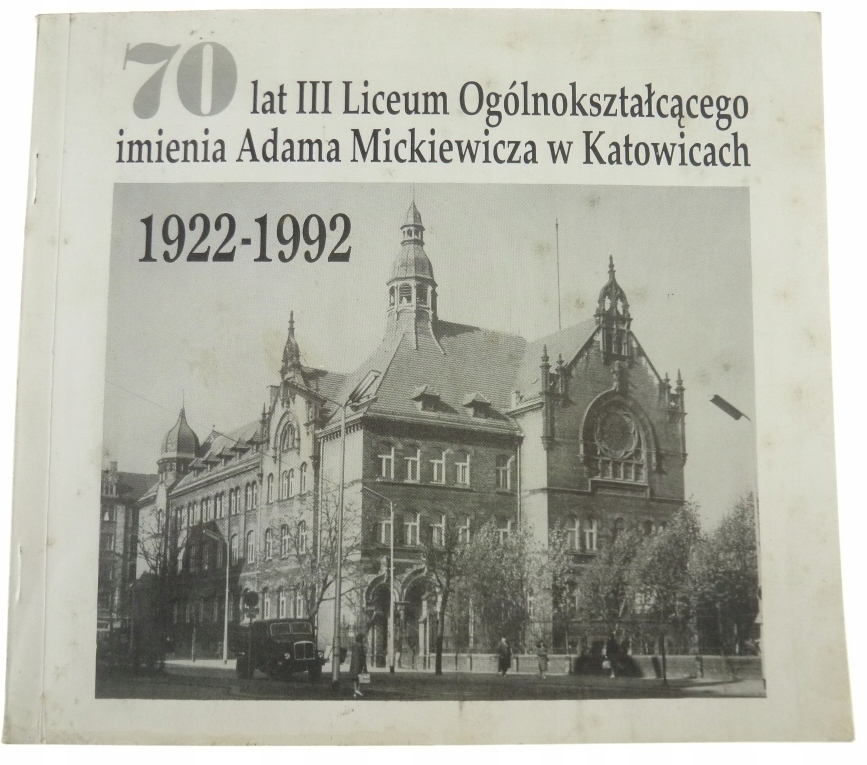 70 lat III Liceum Ogólnokształcącego
imienia Adama Mickiewicza w Katowicach
1922-1992